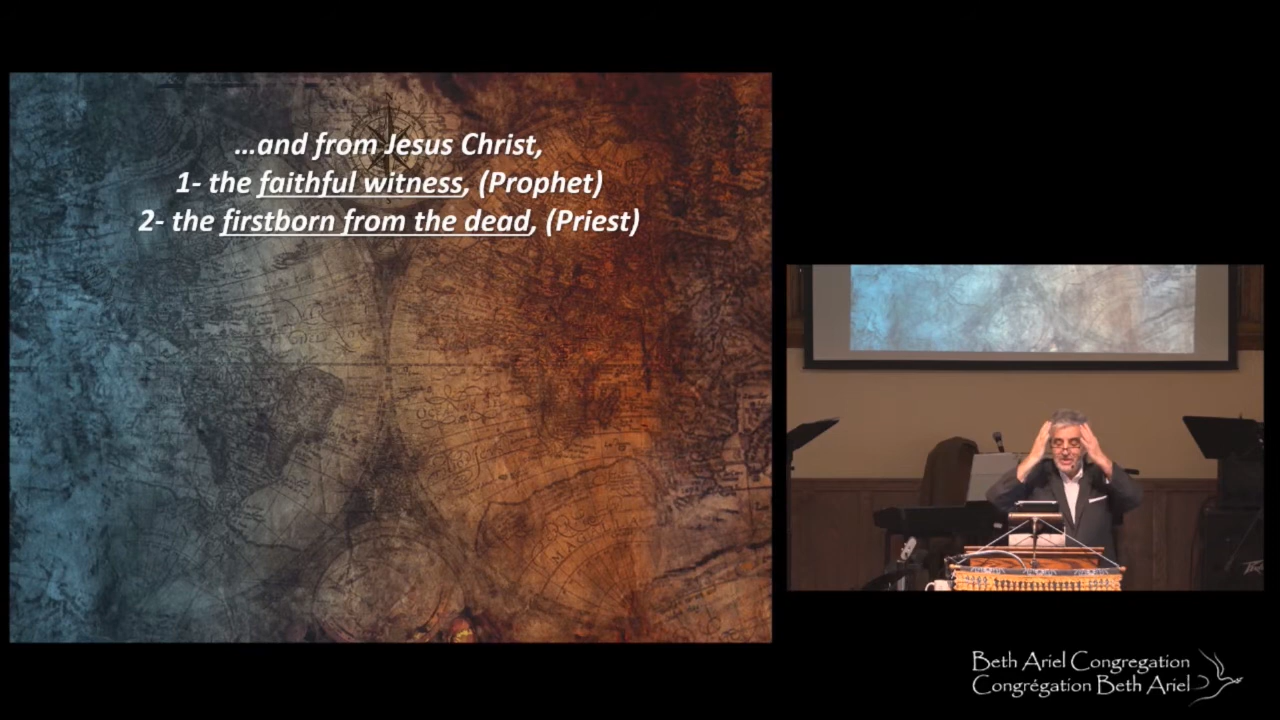 …and from Jesus Christ,
1- the faithful witness, (Prophet)
2- the firstborn from the dead, (Priest)
Beth Ariel Congregation
Congrégation Beth Ariel